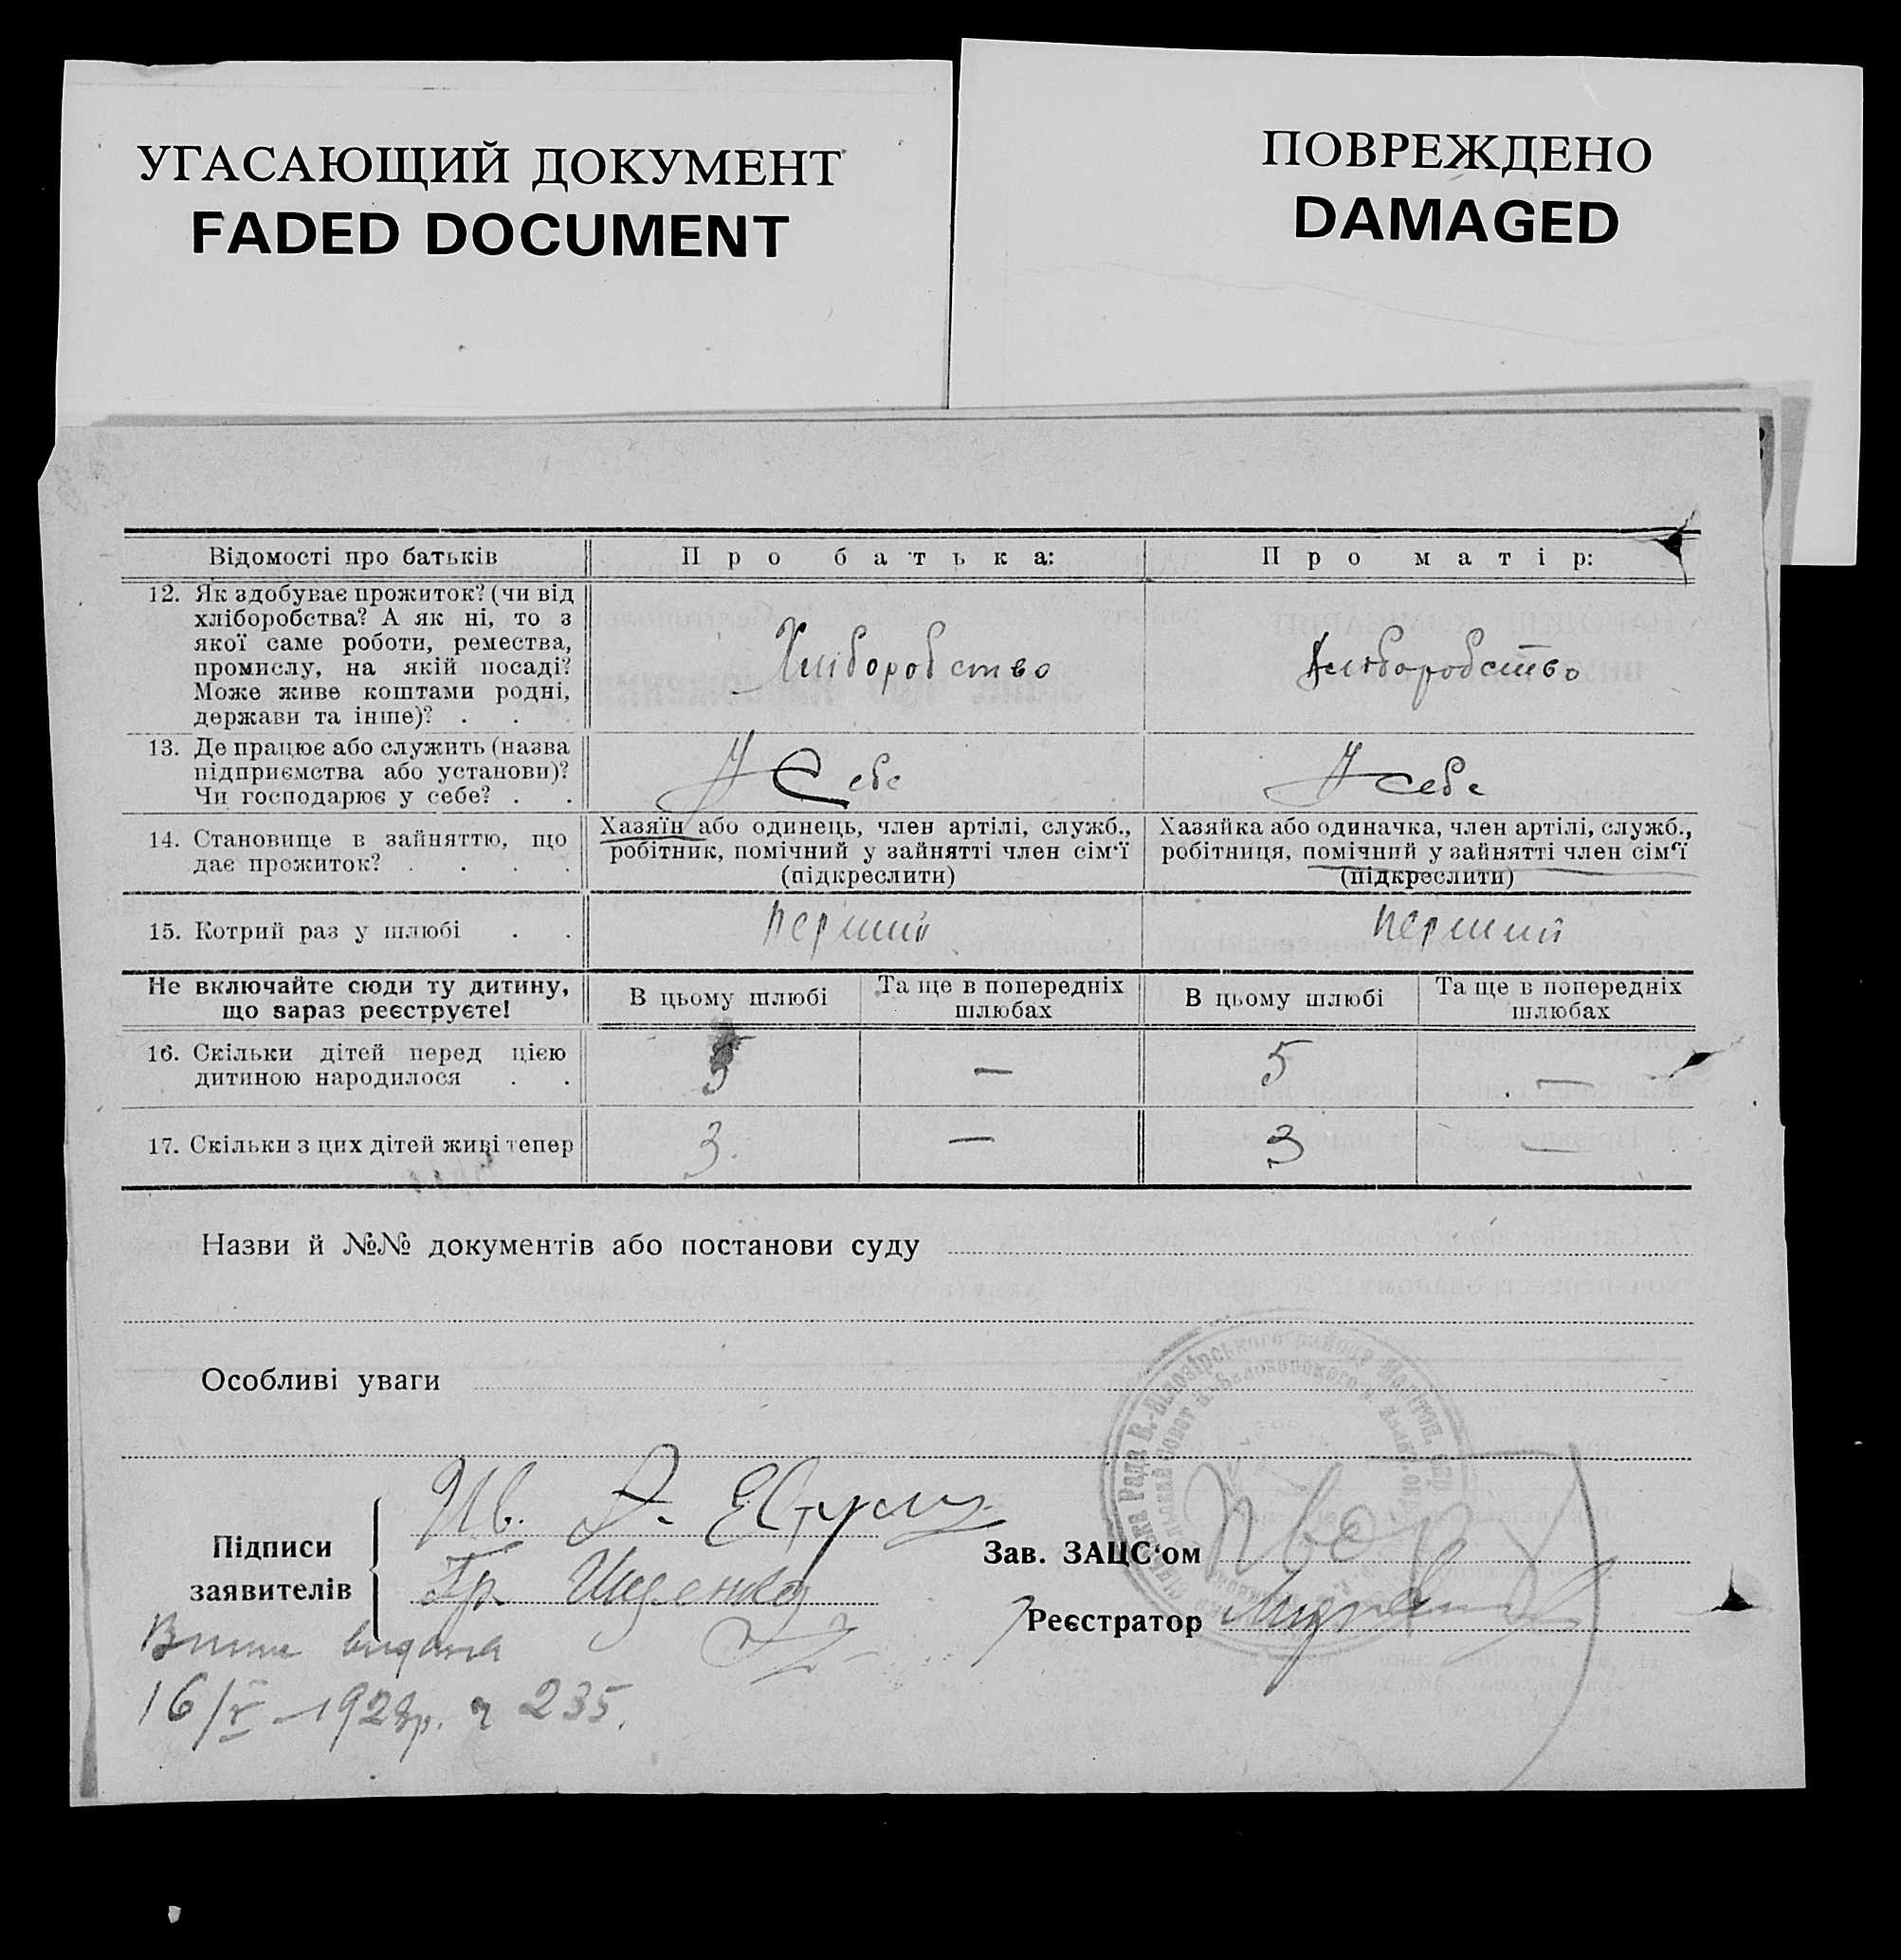 УГАСАЮЩИЙ ДОКУМЕНТ
FADED DOCUMENT
ПОВРЕЖДЕНО
DAMAGED
Відомості про батьків
Про батька:
Про матір:
12. Як здобуває прожиток? (чи від
хліборобства? А як ні, то з
якої саме роботи, ремества,
промислу, на якій посаді?
Може живе коштами родні,
держави та інше)? . . .
Хліборобство
Хліборобство
13. Де працює або служить (назва
підприємства або установи)?
Чи господарює у себе? . .
У Себе
У себе
14. Становище в зайняттю, що
дає прожиток? . . . .
Хазяїн або одинець, член артілі, служб.,
робітник, помічний у зайнятті член сім'ї
(підкреслити)
Хазяйка або одиначка, член артілі, служб.,
робітниця, помічний у зайнятті член сім'ї
(підкреслити)
15. Котрий раз у шлюбі . .
перший
перший
Не включайте сюди ту дитину,
що зараз реєструєте!
В цьому шлюбі
Та ще в попередніх
шлюбах
В цьому шлюбі
Та ще в попередніх
шлюбах
16. Скільки дітей перед цією
дитиною народилося . .
5
—
5
—
17. Скільки з цих дітей живі тепер
3.
—
3
—
Назви й №№ документів або постанови суду
Особливі уваги
Підписи
заявителів
Ів.
Гр.
Зав. ЗАЦС'ом
Реєстратор
видана
16/V–1928р. 235.